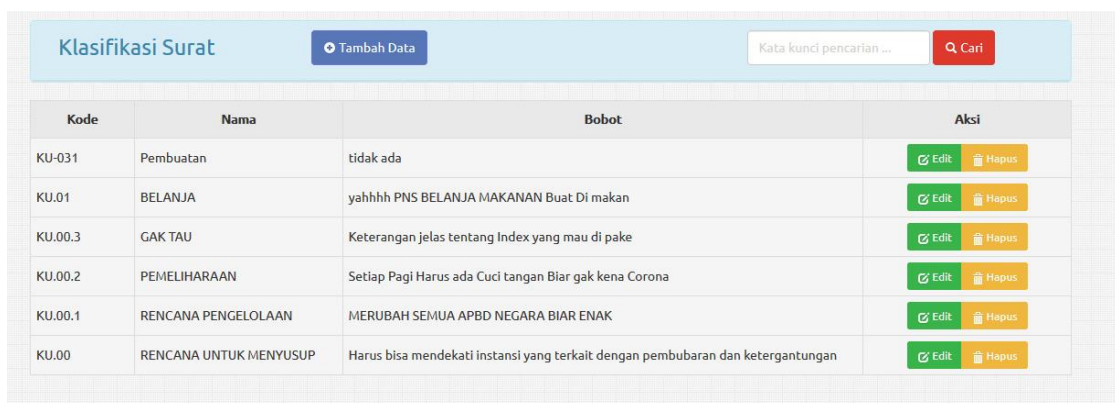 Klasifikasi Surat Tambah Data Kata kunci pencarian ... Cari
Kode Nama Bobot Aksi
KU-031 Pembuatan tidak ada Edit Hapus
KU.01 BELANJA yahhhh PNS BELANJA MAKANAN Buat Di makan Edit Hapus
KU.00.3 GAK TAU Keterangan jelas tentang Index yang mau di pake Edit Hapus
KU.00.2 PEMELIHARAAN Setiap Pagi Harus ada Cuci tangan Biar gak kena Corona Edit Hapus
KU.00.1 RENCANA PENGELOLAAN MERUBAH SEMUA APBD NEGARA BIAR ENAK Edit Hapus
KU.00 RENCANA UNTUK MENYUSUP Harus bisa mendekati instansi yang terkait dengan pembubaran dan ketergantungan Edit Hapus